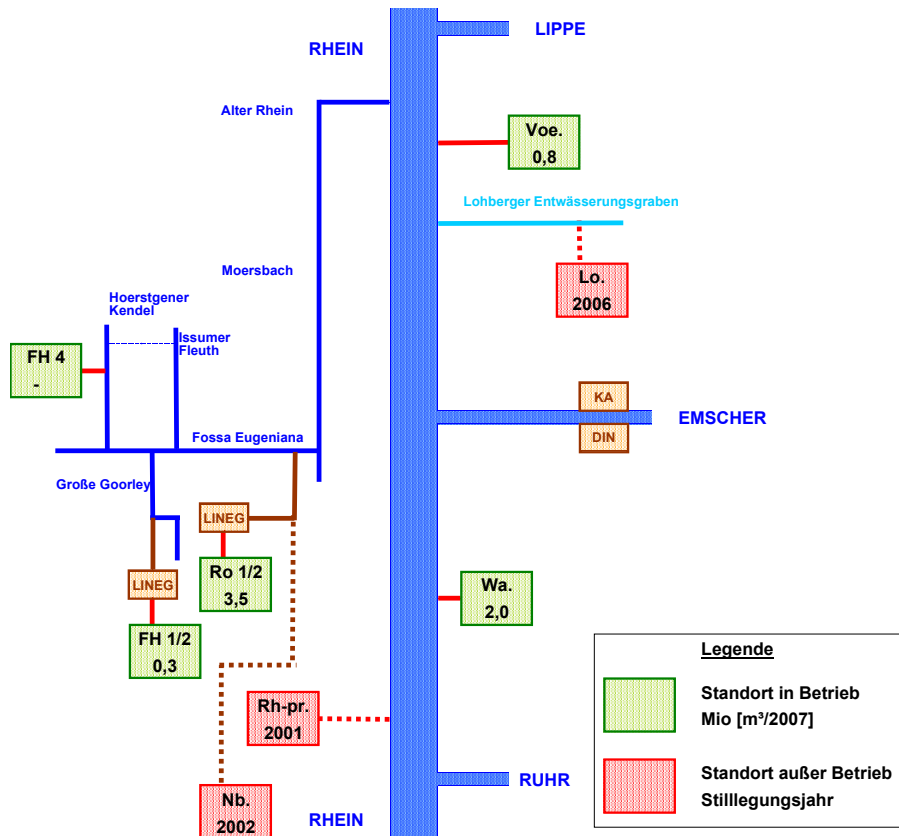 LIPPE
RHEIN
Alter Rhein
Voe.
0,8
Lohberger Entwässerungsgraben
Moersbach
Lo.
2006
Hoerstgener
Kendel
Issumer
Fleuth
FH 4
-
KA
EMSCHER
DIN
Fossa Eugeniana
Große Goorley
LINEG
Ro 1/2
3,5
LINEG
FH 1/2
0,3
Wa.
2,0
Legende
Standort in Betrieb
Mio [m³/2007]
Standort außer Betrieb
Stilllegungsjahr
Rh-pr.
2001
RUHR
Nb.
2002
RHEIN